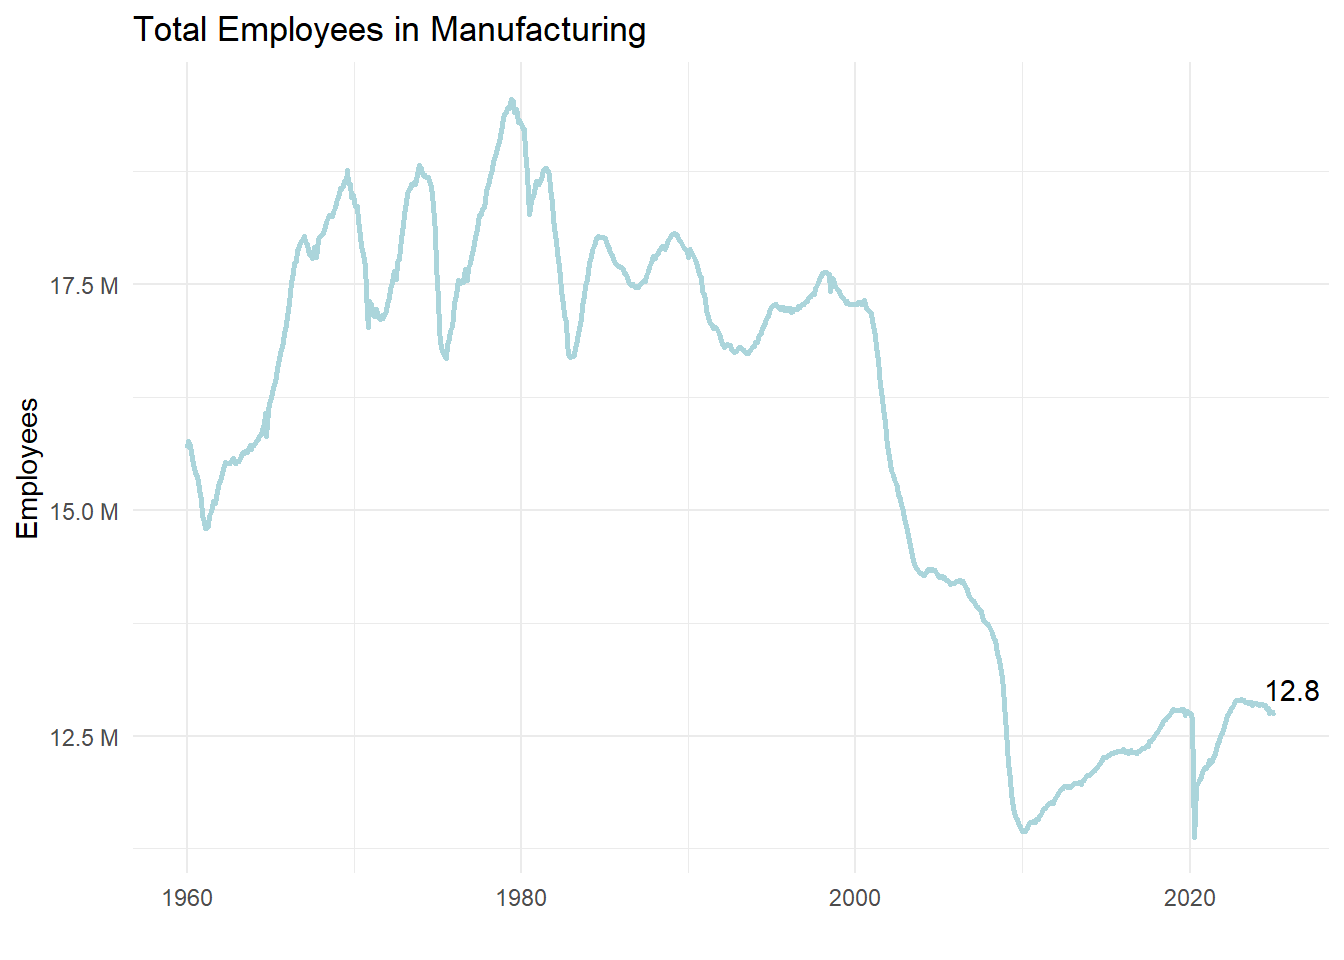 Total Employees in Manufacturing
Employees
17.5 M
15.0 M
12.5 M
12.8
1960
1980
2000
2020